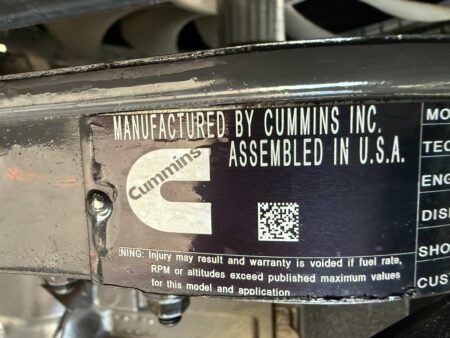 MANUFACTURED BY CUMMINS INC.
ASSEMBLED IN U.S.A.
Cummins
NING: Injury may result and warranty is voided if fuel rate,
RPM or altitudes exceed published maximum values
for this model and application
MO
TEC
ENG
DIS
SHO
CUS